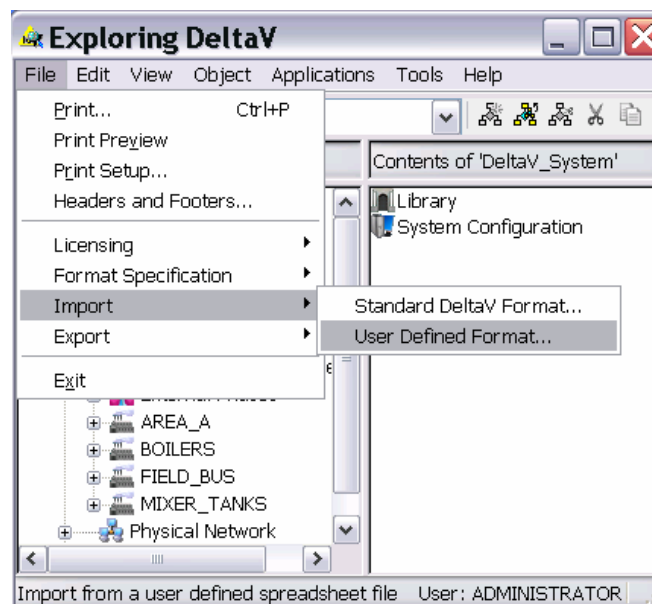 Exploring DeltaV
File Edit View Object Applications Tools Help
Print... Ctrl+P
Print Preview
Print Setup...
Headers and Footers...
Licensing
Format Specification
Import
Export
Exit
Standard DeltaV Format...
User Defined Format...
Contents of 'DeltaV_System'
Library
System Configuration
AREA_A
BOILERS
FIELD_BUS
MIXER_TANKS
Physical Network
Import from a user defined spreadsheet file User: ADMINISTRATOR